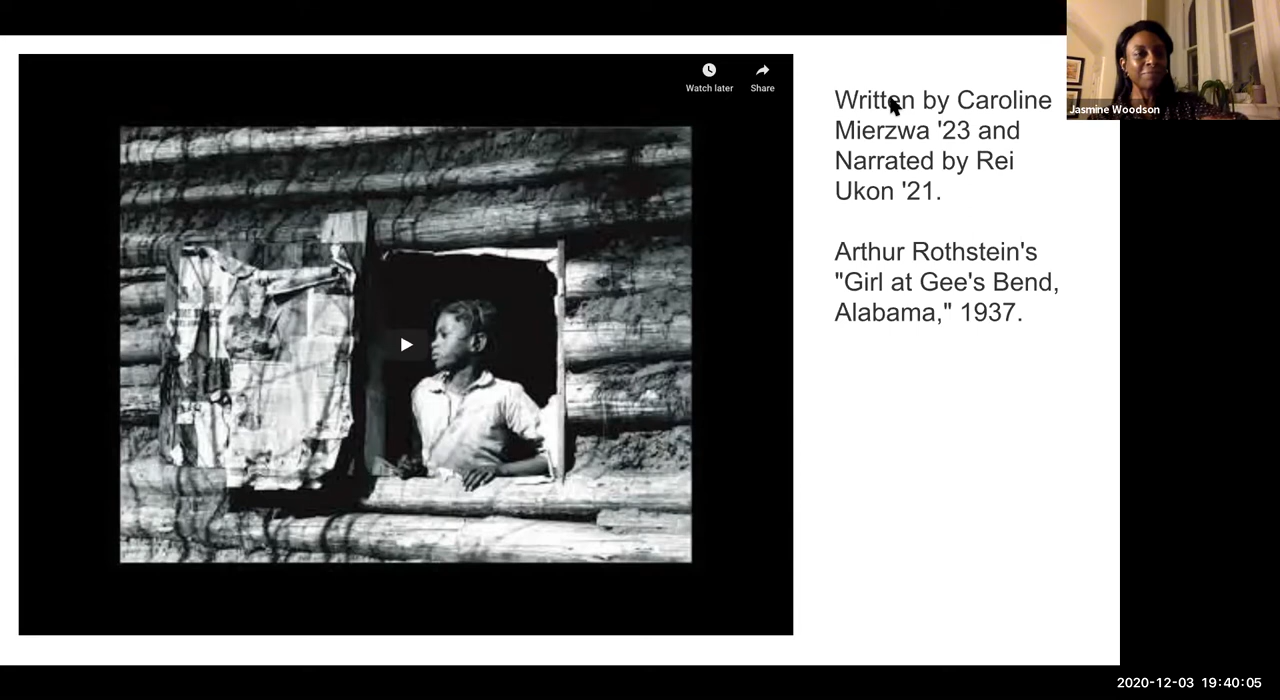 Watch later
Share
Written by Caroline
Mierzwa '23 and
Narrated by Rei
Ukon '21.
Arthur Rothstein's
"Girl at Gee's Bend,
Alabama," 1937.
Jasmine Woodson
2020-12-03 19:40:05